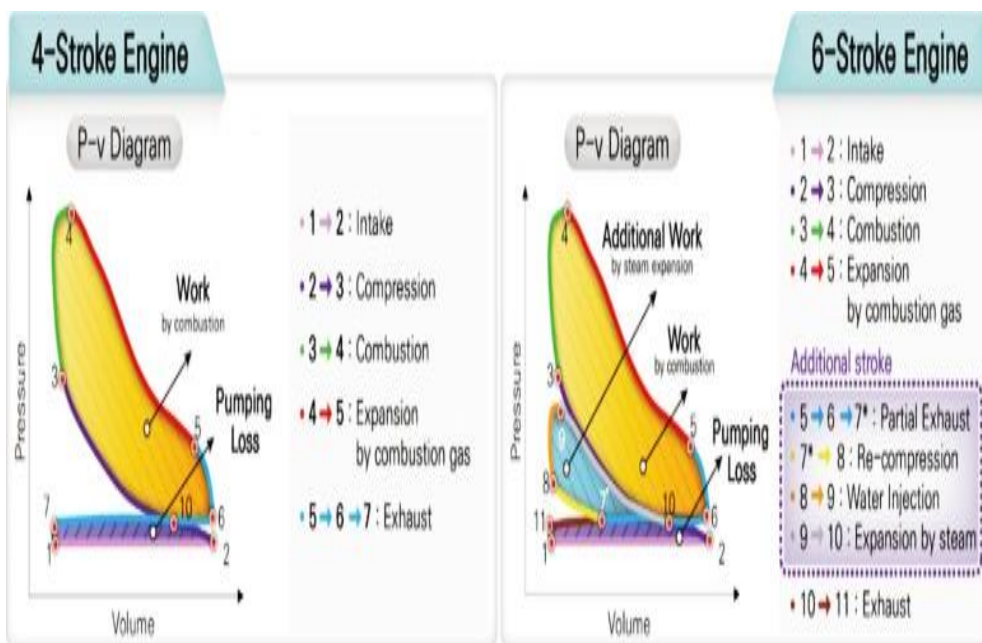 4-Stroke Engine
P-v Diagram
4
3
5
7
10
6
1
2
Work
by combustion
Pumping
Loss
Pressure
Volume
• 1 → 2 : Intake
• 2 → 3 : Compression
• 3 → 4 : Combustion
• 4 → 5 : Expansion
by combustion gas
• 5 → 6 → 7 : Exhaust
6-Stroke Engine
P-v Diagram
4
Additional Work
by steam expansion
Work
by combustion
3
9
5
Pumping
Loss
8
7
11
10
6
1
2
Pressure
Volume
• 1 → 2 : Intake
• 2 → 3 : Compression
• 3 → 4 : Combustion
• 4 → 5 : Expansion
by combustion gas
Additional stroke
• 5 → 6 → 7* : Partial Exhaust
• 7* → 8 : Re-compression
• 8 → 9 : Water Injection
• 9 → 10 : Expansion by steam
• 10 → 11 : Exhaust